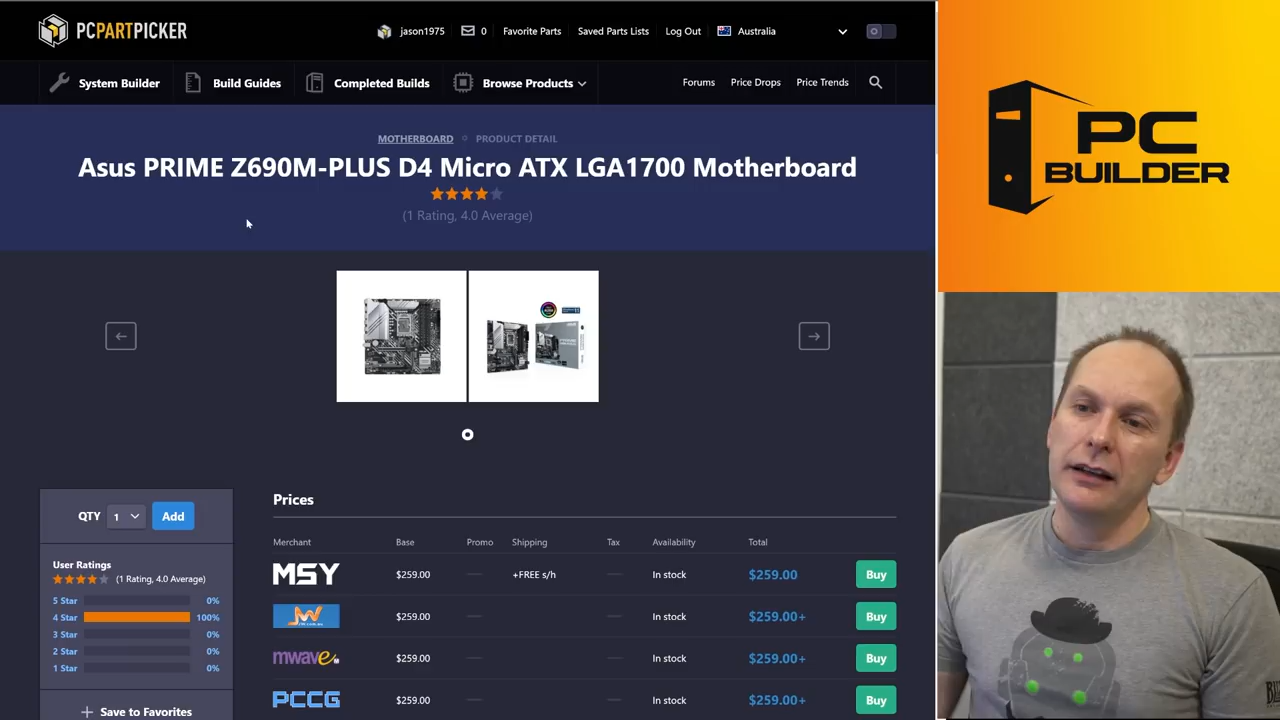 PCPARTPICKER
jason1975
0
Favorite Parts
Saved Parts Lists
Log Out
Australia
System Builder
Build Guides
Completed Builds
Browse Products
Forums
Price Drops
Price Trends
MOTHERBOARD
PRODUCT DETAIL
Asus PRIME Z690M-PLUS D4 Micro ATX LGA1700 Motherboard
(1 Rating, 4.0 Average)
QTY 1 Add
User Ratings
(1 Rating, 4.0 Average)
5 Star 0%
4 Star 100%
3 Star 0%
2 Star 0%
1 Star 0%
Save to Favorites
Prices
Merchant Base Promo Shipping Tax Availability Total
MSY $259.00 — +FREE s/h — In stock $259.00 Buy
JW $259.00 — — In stock $259.00+ Buy
mwave $259.00 — — In stock $259.00+ Buy
PCCG $259.00 — — In stock $259.00+ Buy
PC
BUILDER